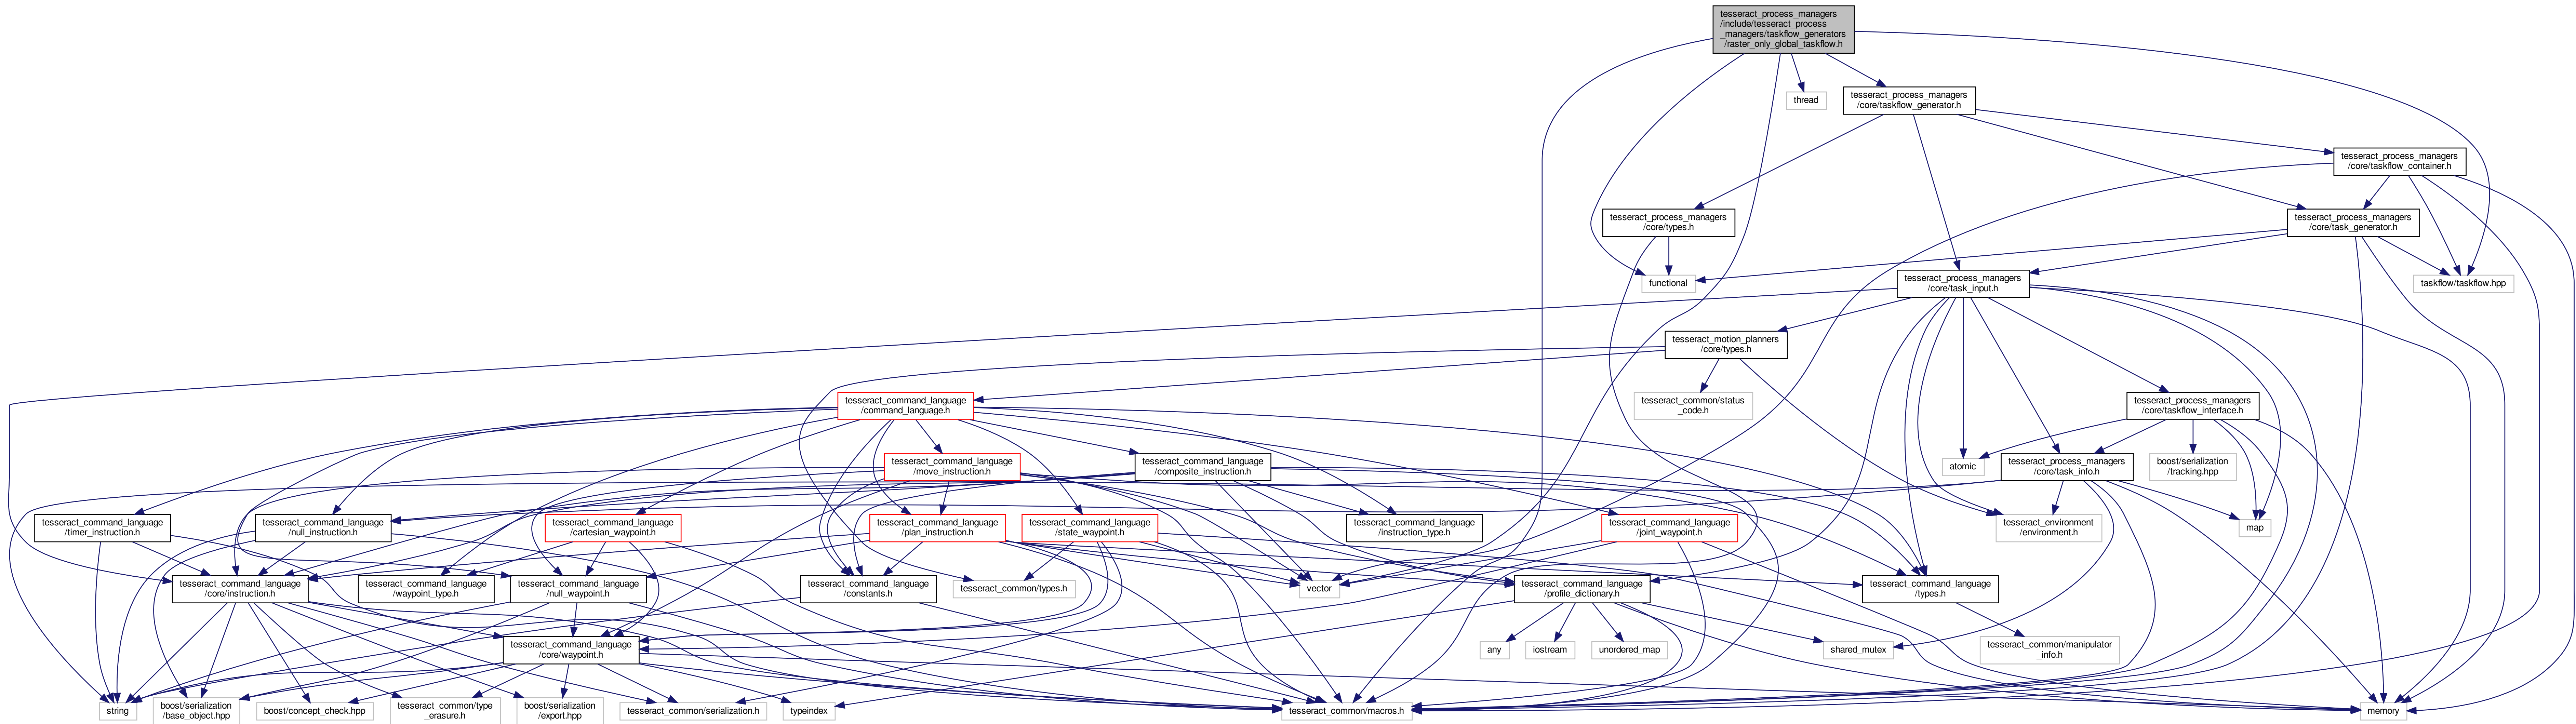 tesseract_process_managers
/include/tesseract_process
_managers/taskflow_generators
/raster_only_global_taskflow.h
thread
tesseract_process_managers
/core/taskflow_generator.h
tesseract_process_managers
/core/taskflow_container.h
tesseract_process_managers
/core/types.h
tesseract_process_managers
/core/task_generator.h
functional
tesseract_process_managers
/core/task_input.h
taskflow/taskflow.hpp
tesseract_motion_planners
/core/types.h
tesseract_command_language
/command_language.h
tesseract_common/status
_code.h
tesseract_process_managers
/core/taskflow_interface.h
tesseract_command_language
/move_instruction.h
tesseract_command_language
/composite_instruction.h
atomic
tesseract_process_managers
/core/task_info.h
boost/serialization
/tracking.hpp
tesseract_command_language
/timer_instruction.h
tesseract_command_language
/null_instruction.h
tesseract_command_language
/cartesian_waypoint.h
tesseract_command_language
/plan_instruction.h
tesseract_command_language
/state_waypoint.h
tesseract_command_language
/instruction_type.h
tesseract_command_language
/joint_waypoint.h
tesseract_environment
/environment.h
map
tesseract_command_language
/core/instruction.h
tesseract_command_language
/waypoint_type.h
tesseract_command_language
/null_waypoint.h
tesseract_command_language
/constants.h
tesseract_common/types.h
vector
tesseract_command_language
/profile_dictionary.h
tesseract_command_language
/types.h
tesseract_command_language
/core/waypoint.h
any
iostream
unordered_map
shared_mutex
tesseract_common/manipulator
_info.h
string
boost/serialization
/base_object.hpp
boost/concept_check.hpp
tesseract_common/type
_erasure.h
boost/serialization
/export.hpp
tesseract_common/serialization.h
typeindex
tesseract_common/macros.h
memory